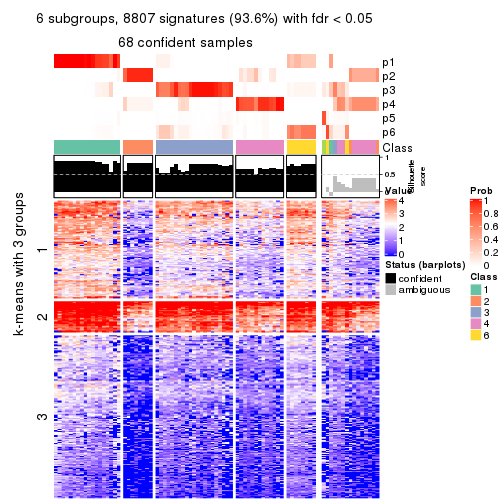 6 subgroups, 8807 signatures (93.6%) with fdr < 0.05
68 confident samples
p1
p2
p3
p4
p5
p6
Class
1
0.5
0
Silhouette
score
k-means with 3 groups
1
2
3
Value
4
3
2
1
0
Status (barplots)
confident
ambiguous
Prob
1
0.8
0.6
0.4
0.2
0
Class
1
2
3
4
6